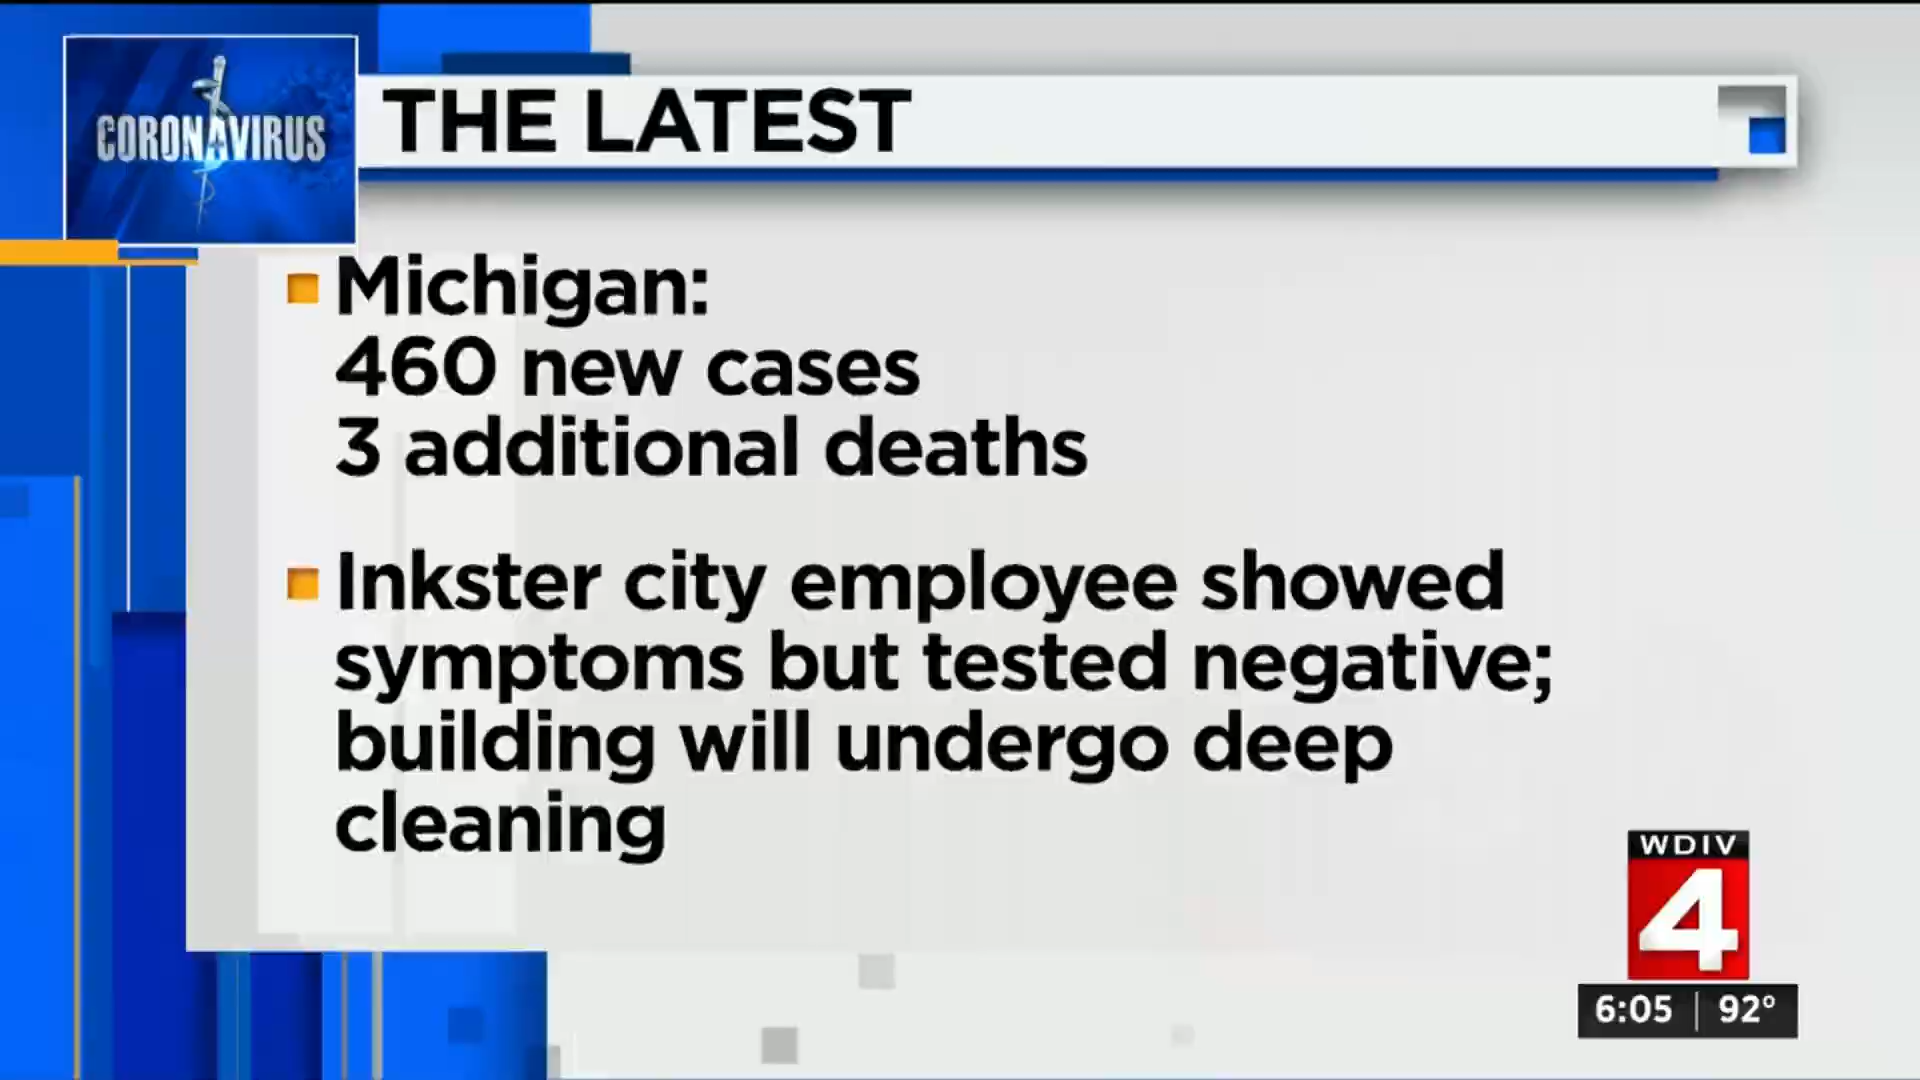 CORONAVIRUS
THE LATEST
Michigan:
460 new cases
3 additional deaths
Inkster city employee showed
symptoms but tested negative;
building will undergo deep
cleaning
WDIV
4
6:05 | 92°